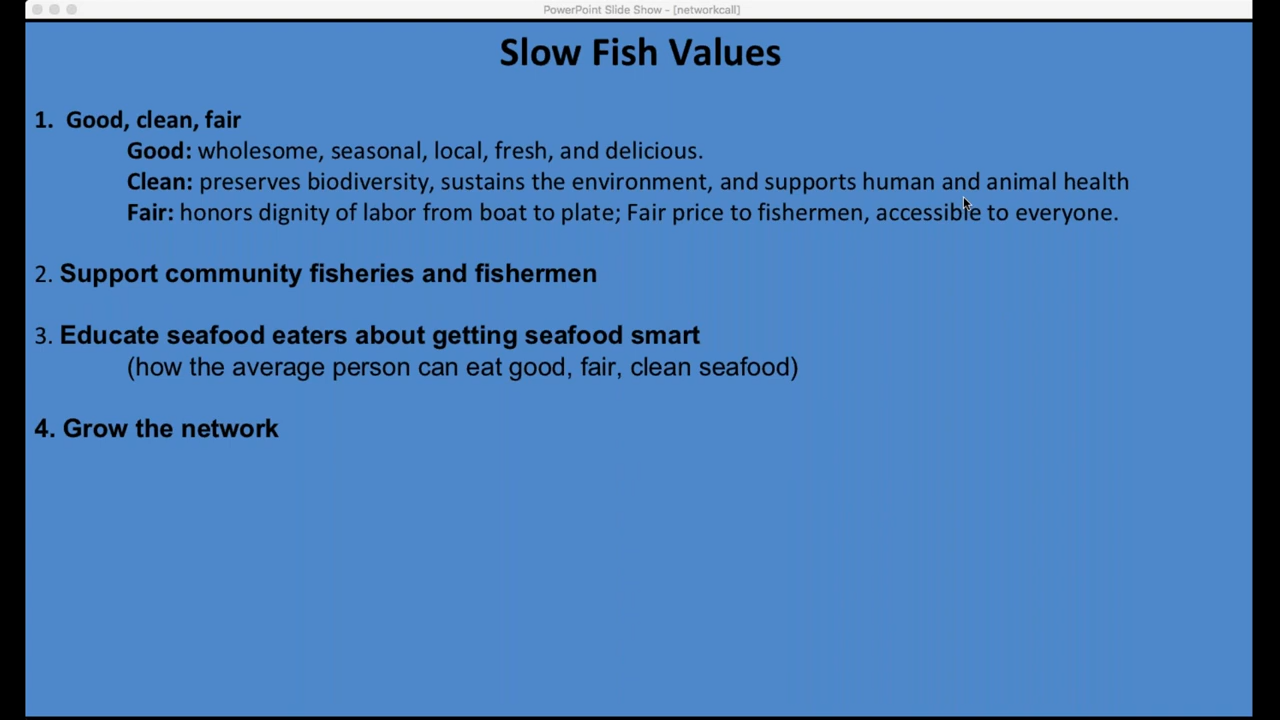 PowerPoint Slide Show - [networkcall]
Slow Fish Values
1. Good, clean, fair
Good: wholesome, seasonal, local, fresh, and delicious.
Clean: preserves biodiversity, sustains the environment, and supports human and animal health
Fair: honors dignity of labor from boat to plate; Fair price to fishermen, accessible to everyone.
2. Support community fisheries and fishermen
3. Educate seafood eaters about getting seafood smart
(how the average person can eat good, fair, clean seafood)
4. Grow the network